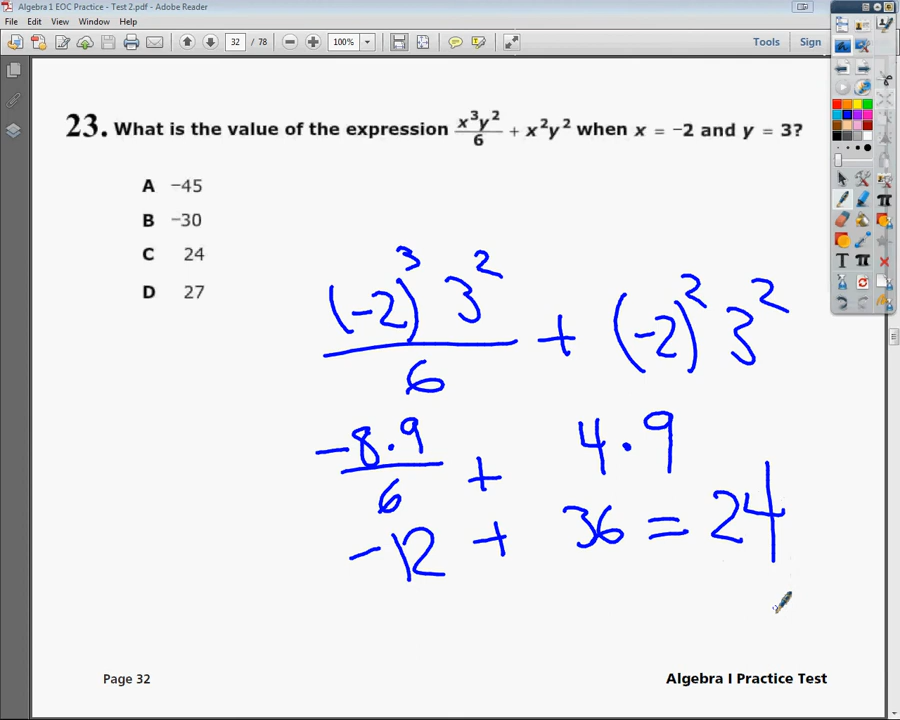 Algebra 1 EOC Practice - Test 2.pdf - Adobe Reader
File Edit View Window Help
32 / 78 100% Tools Sign
23. What is the value of the expression x³y²/6 + x²y² when x = −2 and y = 3?
A −45
B −30
C 24
D 27
(-2)³ 3²/6 + (-2)² 3²
-8·9/6 + 4·9
-12 + 36 = 24
Page 32 Algebra I Practice Test